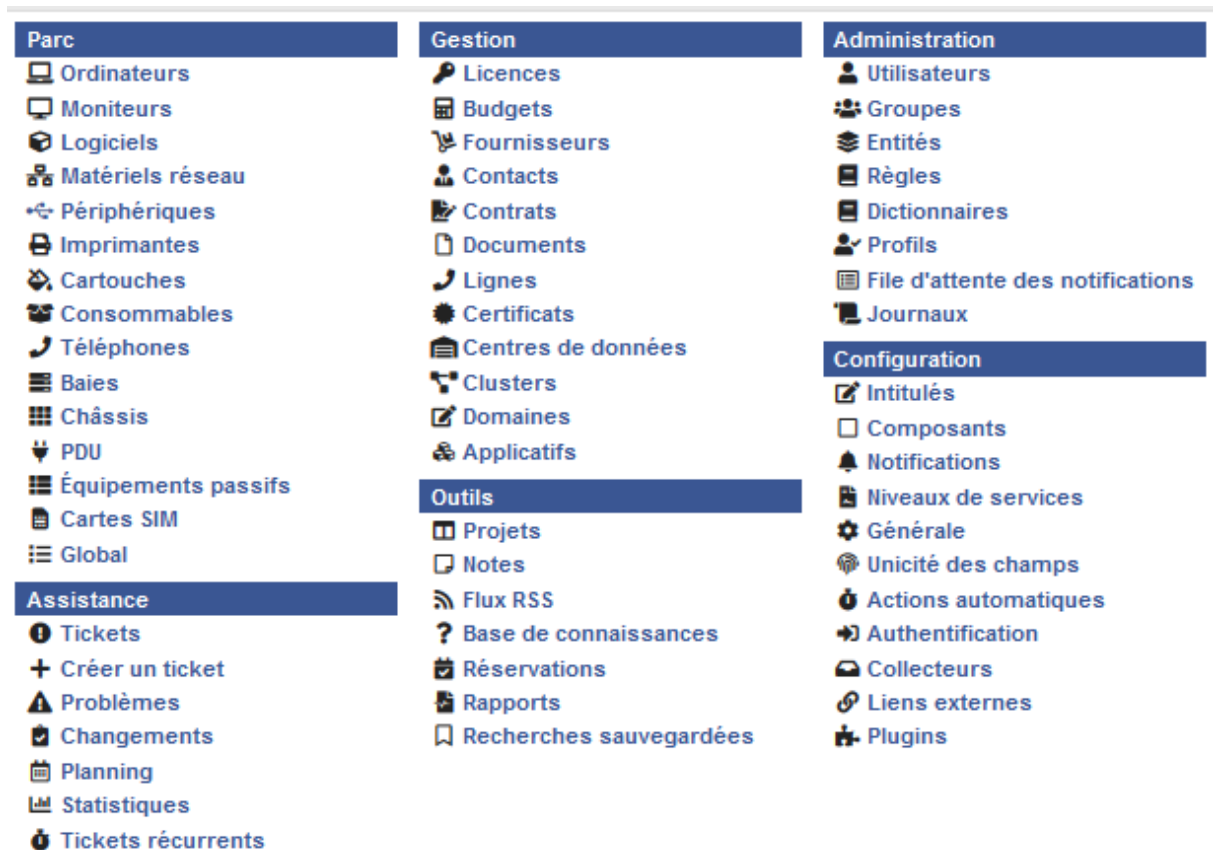 Parc
Ordinateurs
Moniteurs
Logiciels
Matériels réseau
Périphériques
Imprimantes
Cartouches
Consommables
Téléphones
Baies
Châssis
PDU
Équipements passifs
Cartes SIM
Global
Assistance
Tickets
Créer un ticket
Problèmes
Changements
Planning
Statistiques
Tickets récurrents
Gestion
Licences
Budgets
Fournisseurs
Contacts
Contrats
Documents
Lignes
Certificats
Centres de données
Clusters
Domaines
Applicatifs
Outils
Projets
Notes
Flux RSS
Base de connaissances
Réservations
Rapports
Recherches sauvegardées
Administration
Utilisateurs
Groupes
Entités
Règles
Dictionnaires
Profils
File d'attente des notifications
Journaux
Configuration
Intitulés
Composants
Notifications
Niveaux de services
Générale
Unicité des champs
Actions automatiques
Authentification
Collecteurs
Liens externes
Plugins